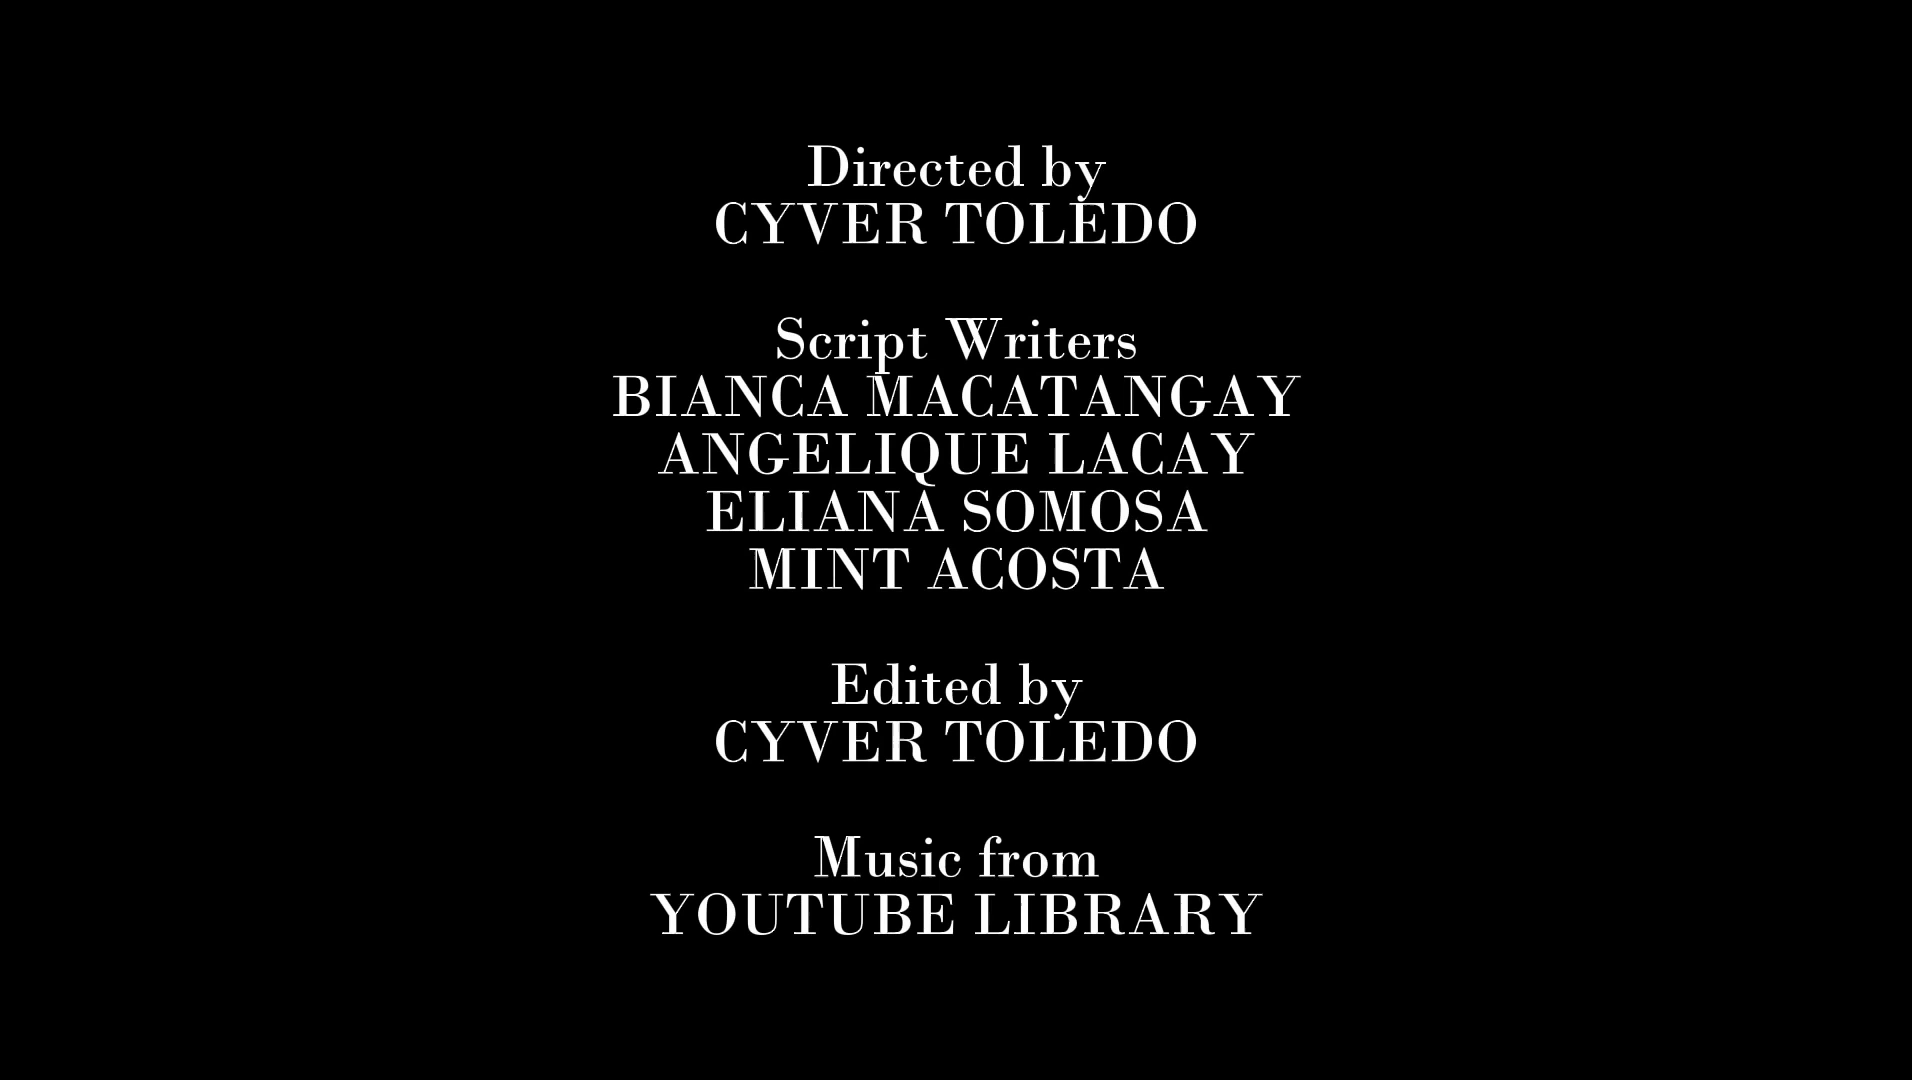 Directed by
CYVER TOLEDO
Script Writers
BIANCA MACATANGAY
ANGELIQUE LACAY
ELIANA SOMOSA
MINT ACOSTA
Edited by
CYVER TOLEDO
Music from
YOUTUBE LIBRARY